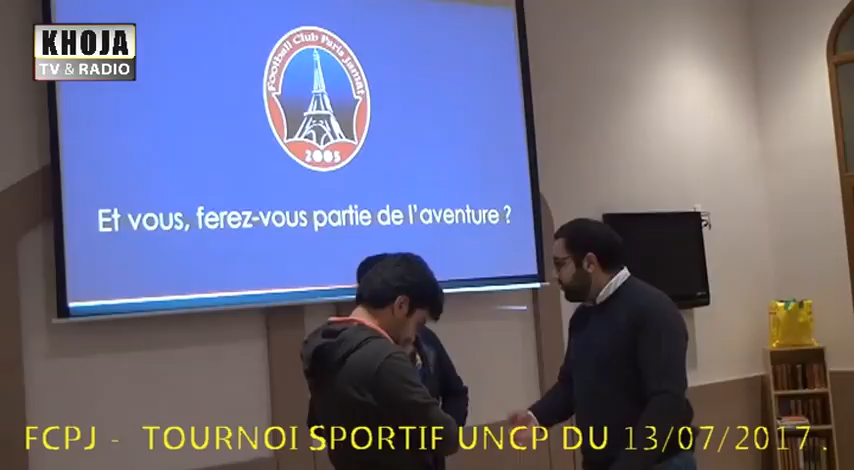 KHOJA
TV & RADIO
Football Club Paris Jamat
2005
Et vous, ferez-vous partie de l'aventure ?
FCPJ - TOURNOI SPORTIF UNCP DU 13/07/2017 .